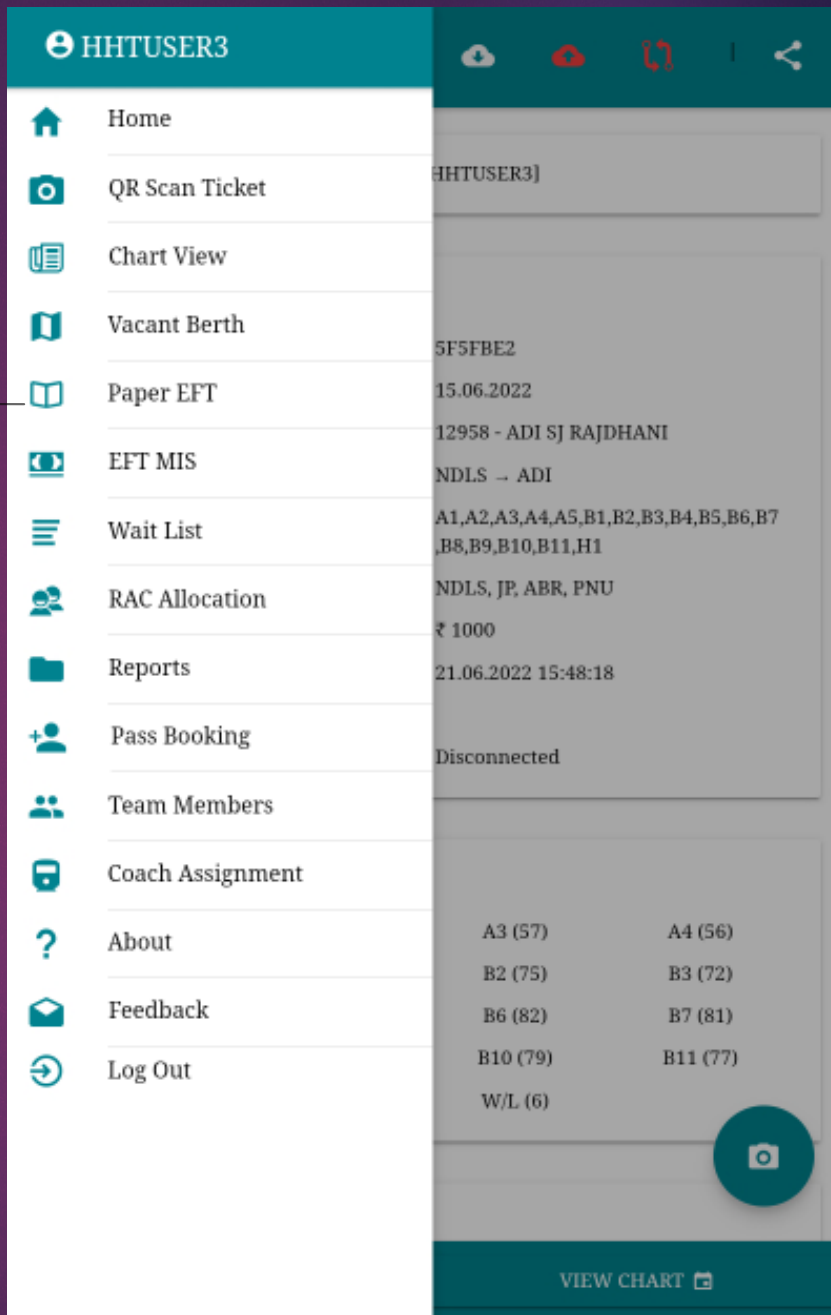 HHTUSER3
Home
QR Scan Ticket
Chart View
Vacant Berth
Paper EFT
EFT MIS
Wait List
RAC Allocation
Reports
Pass Booking
Team Members
Coach Assignment
About
Feedback
Log Out
HHTUSER3]
5F5FBE2
15.06.2022
12958 - ADI SJ RAJDHANI
NDLS → ADI
A1,A2,A3,A4,A5,B1,B2,B3,B4,B5,B6,B7
,B8,B9,B10,B11,H1
NDLS, JP, ABR, PNU
₹ 1000
21.06.2022 15:48:18
Disconnected
A3 (57) A4 (56)
B2 (75) B3 (72)
B6 (82) B7 (81)
B10 (79) B11 (77)
W/L (6)
VIEW CHART